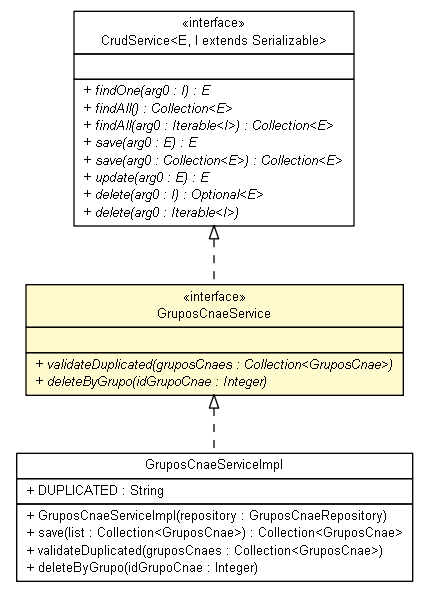 «interface»
CrudService<E, I extends Serializable>
+ findOne(arg0 : I) : E
+ findAll() : Collection<E>
+ findAll(arg0 : Iterable<I>) : Collection<E>
+ save(arg0 : E) : E
+ save(arg0 : Collection<E>) : Collection<E>
+ update(arg0 : E) : E
+ delete(arg0 : I) : Optional<E>
+ delete(arg0 : Iterable<I>)
«interface»
GruposCnaeService
+ validateDuplicated(gruposCnaes : Collection<GruposCnae>)
+ deleteByGrupo(idGrupoCnae : Integer)
GruposCnaeServiceImpl
+ DUPLICATED : String
+ GruposCnaeServiceImpl(repository : GruposCnaeRepository)
+ save(list : Collection<GruposCnae>) : Collection<GruposCnae>
+ validateDuplicated(gruposCnaes : Collection<GruposCnae>)
+ deleteByGrupo(idGrupoCnae : Integer)